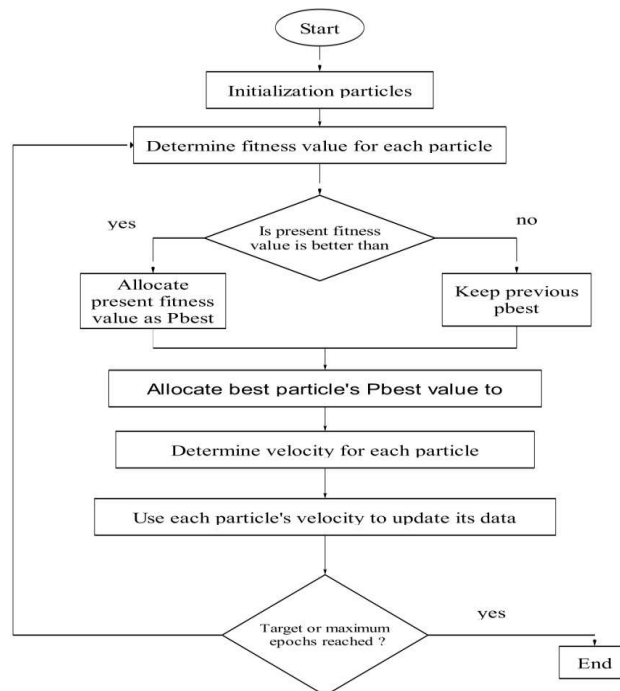 Start
Initialization particles
Determine fitness value for each particle
yes
no
Is present fitness
value is better than
Allocate
present fitness
value as Pbest
Keep previous
pbest
Allocate best particle's Pbest value to
Determine velocity for each particle
Use each particle's velocity to update its data
Target or maximum
epochs reached ?
yes
End